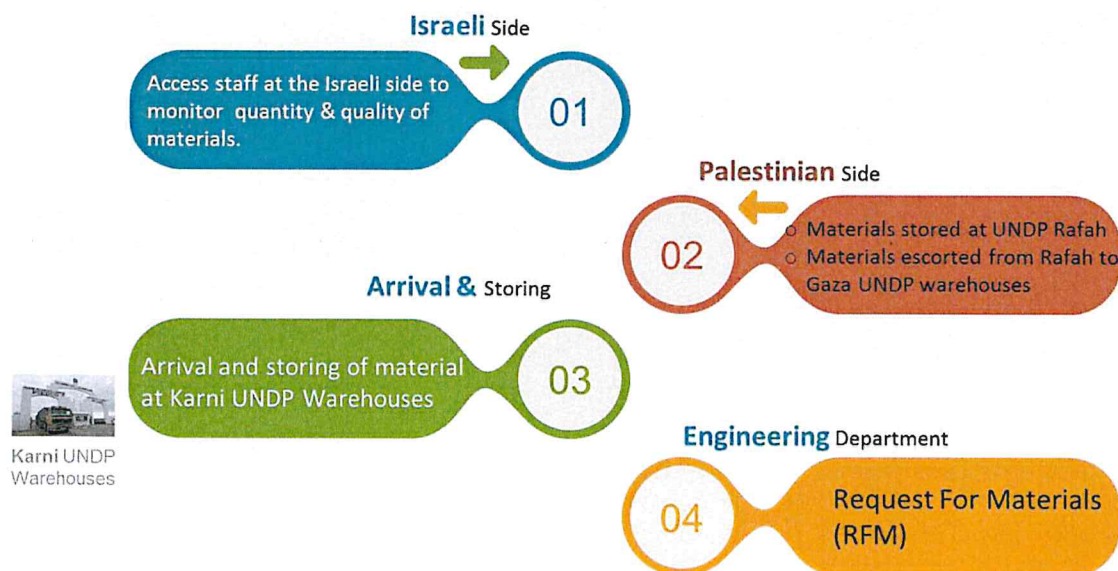 Israeli Side
Access staff at the Israeli side to
monitor quantity & quality of
materials.
01
Palestinian Side
02
○ Materials stored at UNDP Rafah
○ Materials escorted from Rafah to
Gaza UNDP warehouses
Arrival & Storing
Arrival and storing of material
at Karni UNDP Warehouses
03
Karni UNDP
Warehouses
Engineering Department
04
Request For Materials
(RFM)